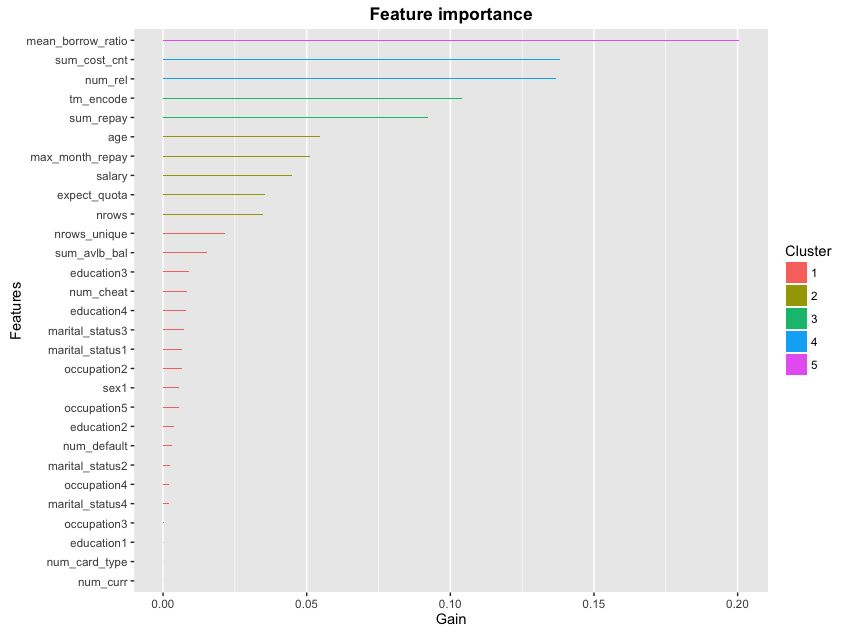 Feature importance
mean_borrow_ratio
sum_cost_cnt
num_rel
tm_encode
sum_repay
age
max_month_repay
salary
expect_quota
nrows
nrows_unique
sum_avlb_bal
education3
num_cheat
education4
marital_status3
marital_status1
occupation2
sex1
occupation5
education2
num_default
marital_status2
occupation4
marital_status4
occupation3
education1
num_card_type
num_curr
Features
0.00 0.05 0.10 0.15 0.20
Gain
Cluster
1
2
3
4
5